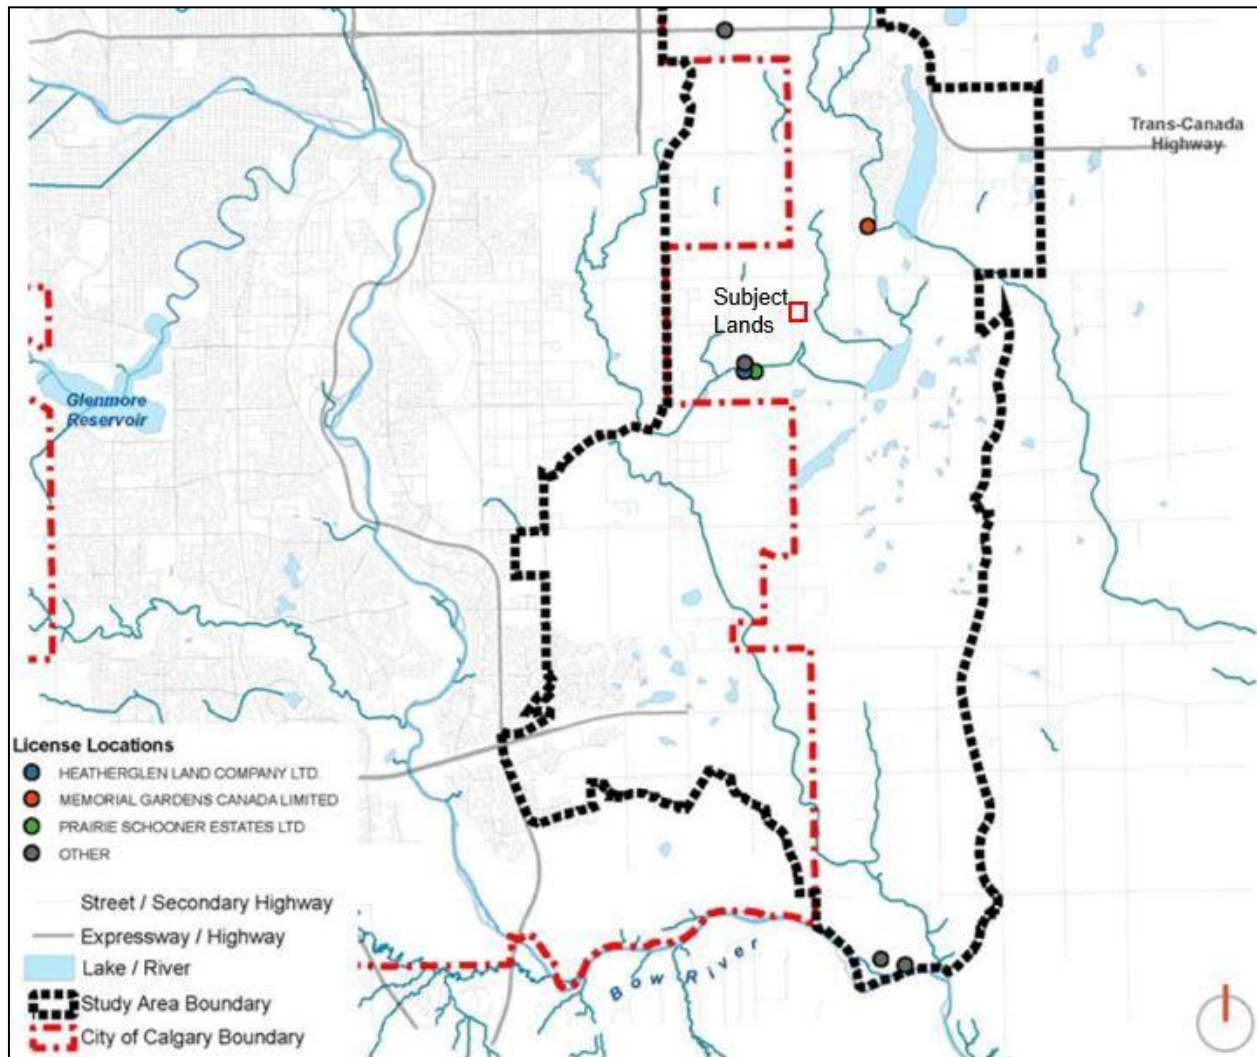 Trans-Canada
Highway
Subject
Lands
Glenmore
Reservoir
License Locations
HEATHERGLEN LAND COMPANY LTD.
MEMORIAL GARDENS CANADA LIMITED
PRAIRIE SCHOONER ESTATES LTD
OTHER
Street / Secondary Highway
Expressway / Highway
Lake / River
Study Area Boundary
City of Calgary Boundary
Bow River